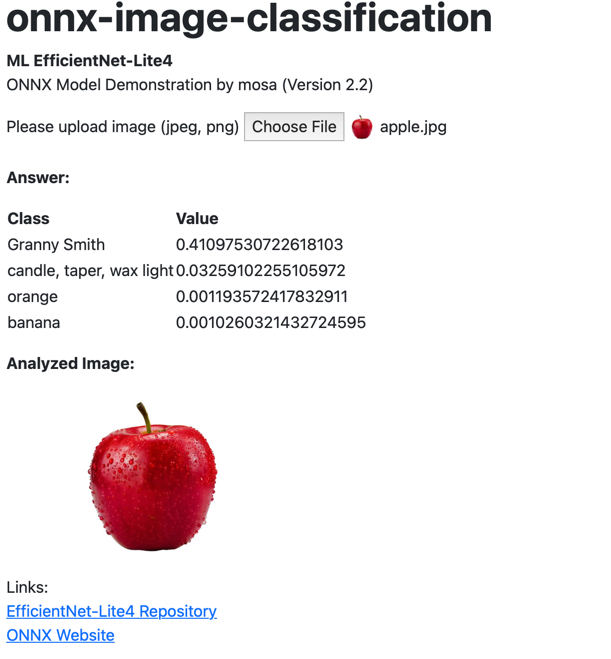 onnx-image-classification
ML EfficientNet-Lite4
ONNX Model Demonstration by mosa (Version 2.2)
Please upload image (jpeg, png) Choose File apple.jpg
Answer:
Class Value
Granny Smith 0.41097530722618103
candle, taper, wax light 0.03259102255105972
orange 0.001193572417832911
banana 0.0010260321432724595
Analyzed Image:
Links:
EfficientNet-Lite4 Repository
ONNX Website